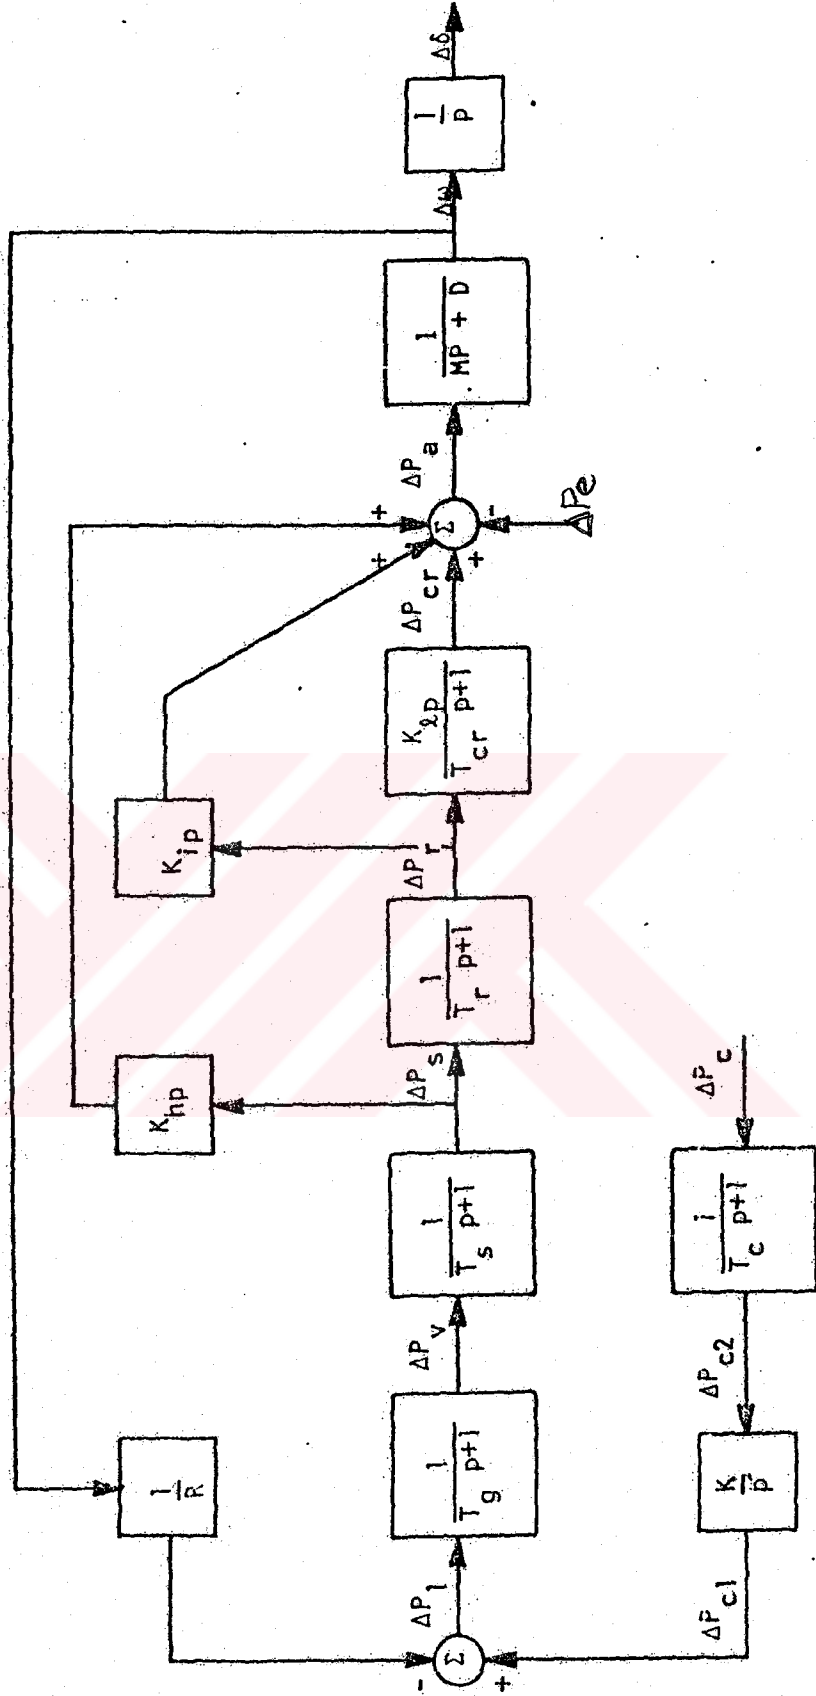 1/R
Σ
-
+
ΔP_1
1/(T_g p+1)
ΔP_v
1/(T_s p+1)
ΔP_s
K_hp
1/(T_r p+1)
ΔP_r
K_ip
K_ℓp/(T_cr p+1)
ΔP_cr
+
+
+
-
Σ
ΔPe
ΔP_a
1/(MP + D)
Δω
1/p
Δδ
ΔP_c1
K/p
ΔP_c2
1/(T_c p+1)
ΔP_c